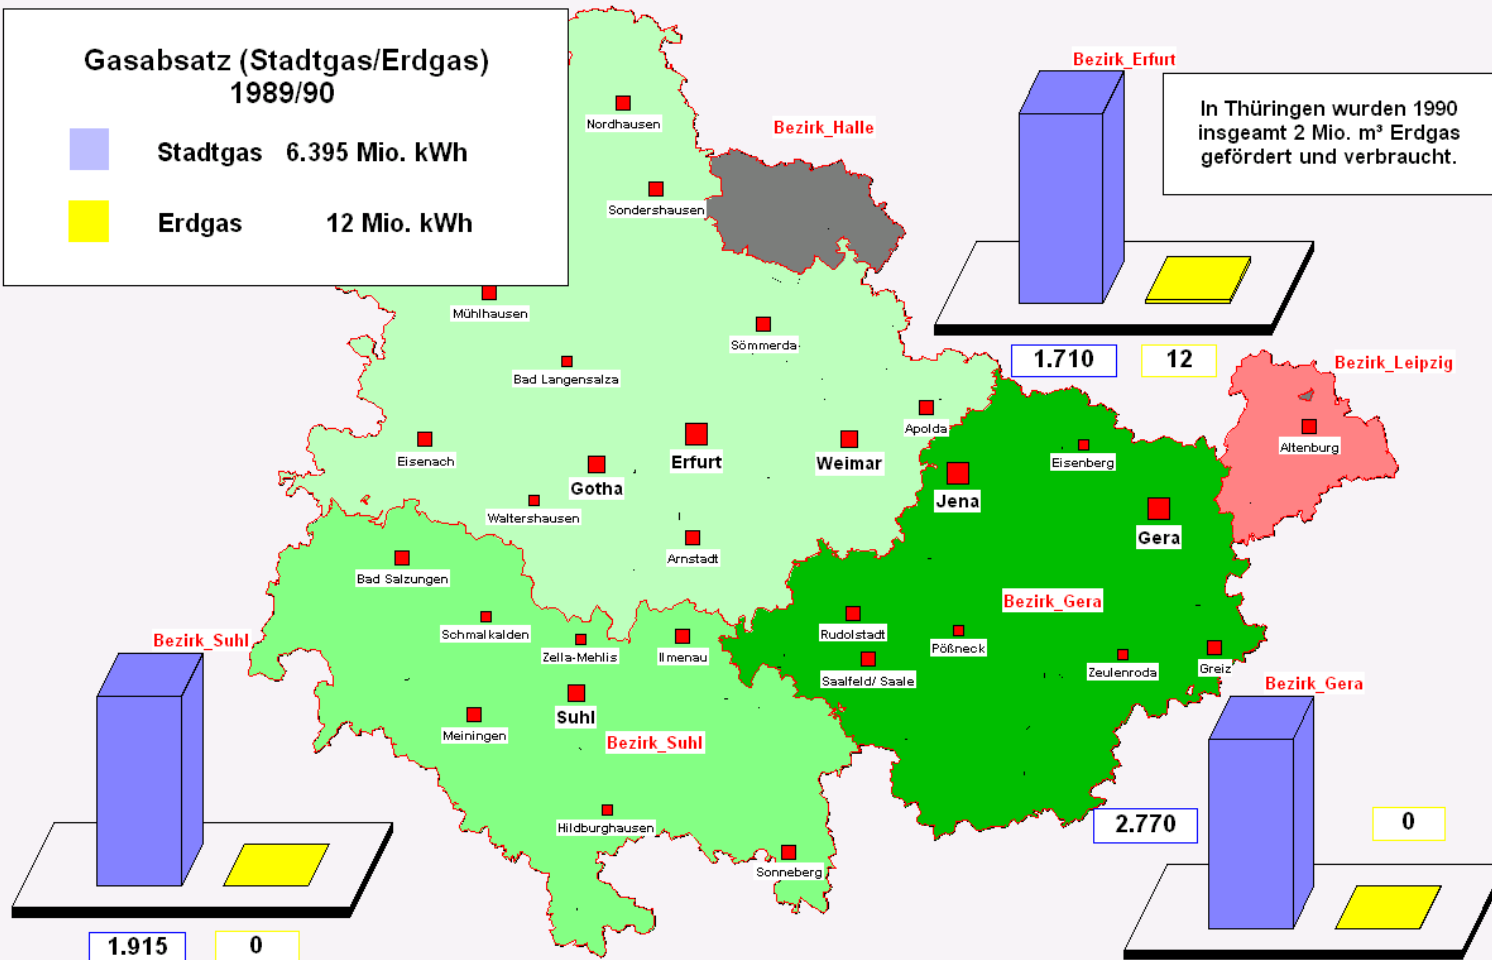 Gasabsatz (Stadtgas/Erdgas)
1989/90
Stadtgas 6.395 Mio. kWh
Erdgas 12 Mio. kWh
Bezirk_Erfurt
In Thüringen wurden 1990
insgesamt 2 Mio. m³ Erdgas
gefördert und verbraucht.
Nordhausen
Bezirk_Halle
Sondershausen
Mühlhausen
Sömmerda
1.710
12
Bezirk_Leipzig
Bad Langensalza
Apolda
Altenburg
Eisenach
Erfurt
Weimar
Eisenberg
Gotha
Jena
Waltershausen
Gera
Arnstadt
Bad Salzungen
Bezirk_Gera
Schmalkalden
Rudolstadt
Bezirk_Suhl
Zella-Mehlis
Ilmenau
Pößneck
Saalfeld/ Saale
Zeulenroda
Greiz
Bezirk_Gera
Suhl
Meiningen
Bezirk_Suhl
Hildburghausen
2.770
0
Sonneberg
1.915
0